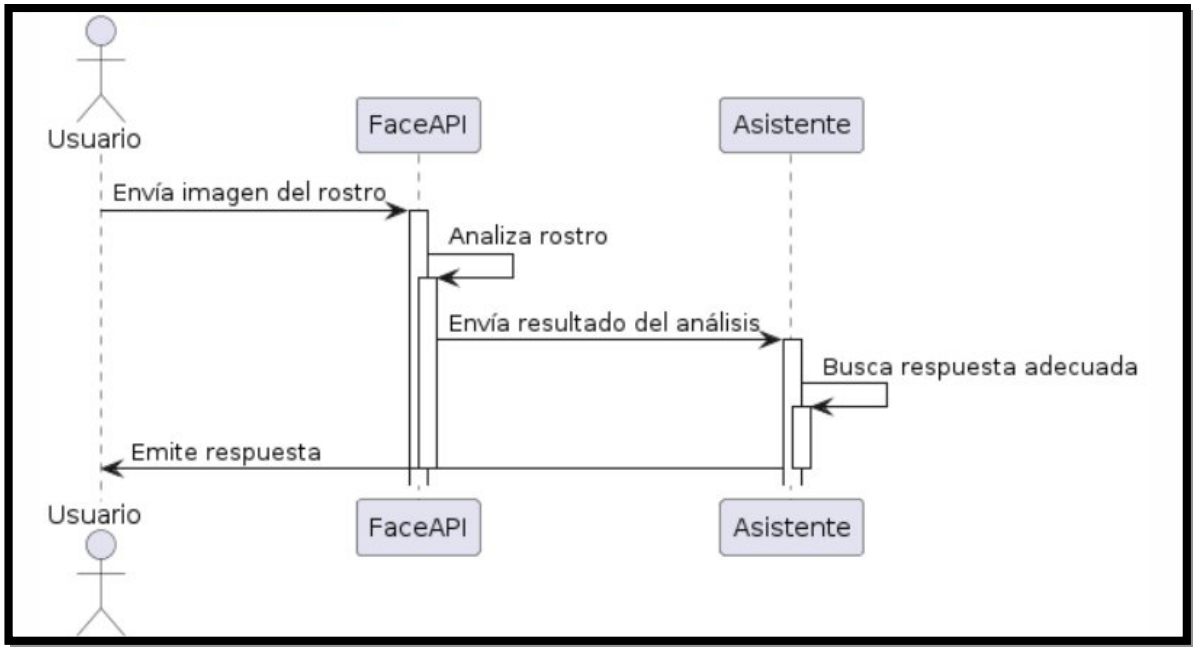 Usuario
FaceAPI
Asistente
Envía imagen del rostro
Analiza rostro
Envía resultado del análisis
Busca respuesta adecuada
Emite respuesta
Usuario
FaceAPI
Asistente